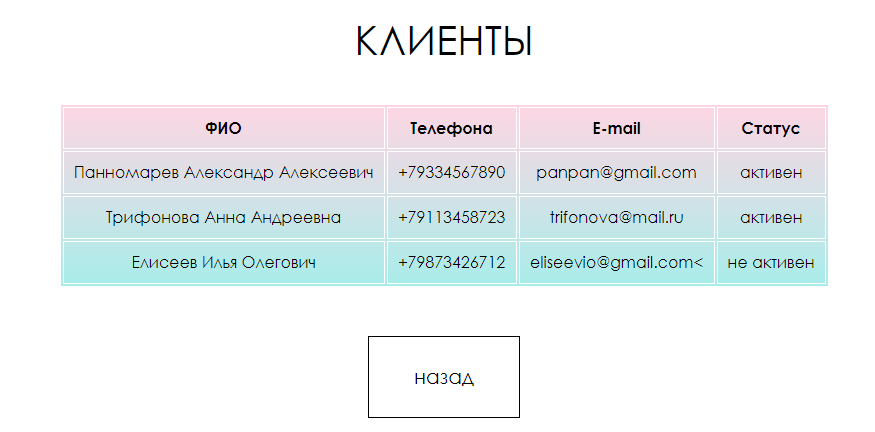 КЛИЕНТЫ
ФИО Телефона E-mail Статус
Панномарев Александр Алексеевич +79334567890 panpan@gmail.com активен
Трифонова Анна Андреевна +79113458723 trifonova@mail.ru активен
Елисеев Илья Олегович +79873426712 eliseevio@gmail.com< не активен
назад